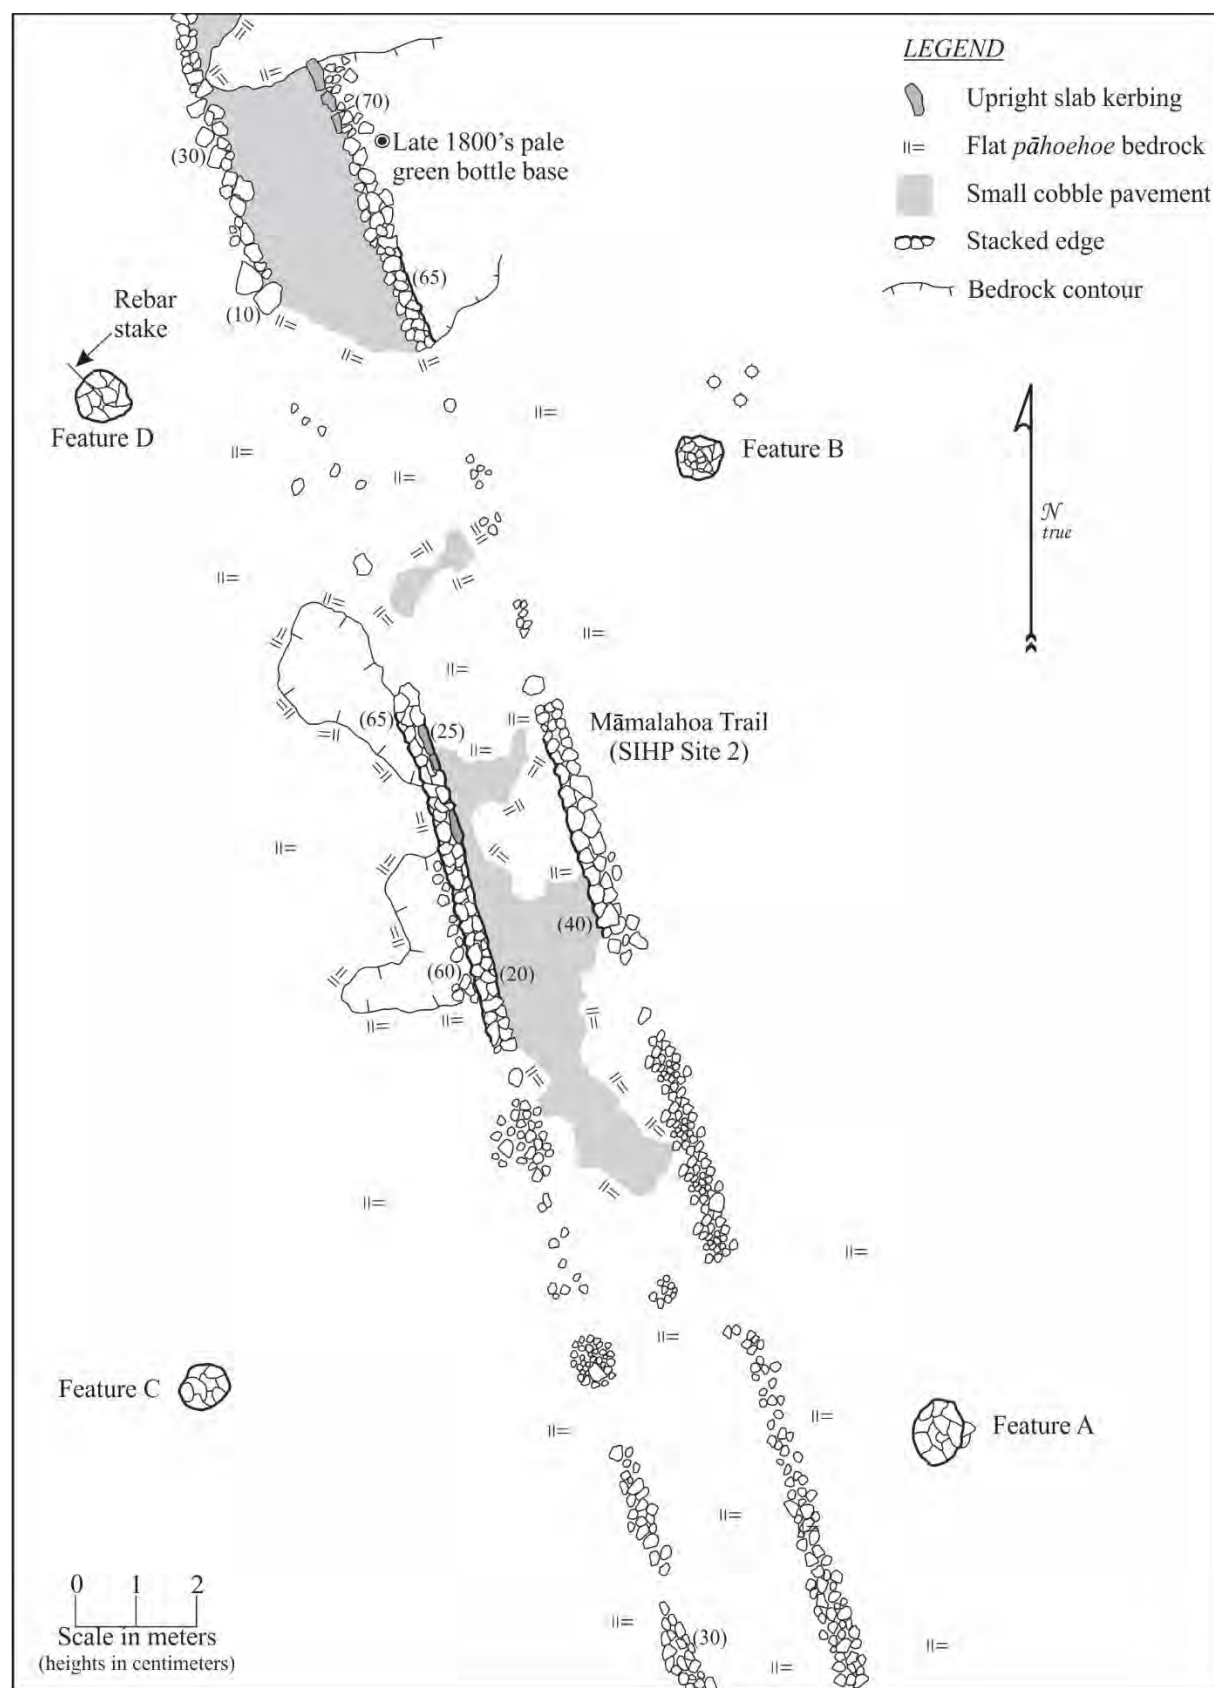 LEGEND
Upright slab kerbing
Flat pāhoehoe bedrock
Small cobble pavement
Stacked edge
Bedrock contour
(70)
Late 1800's pale
green bottle base
(30)
(65)
(10)
Rebar
stake
Feature D
Feature B
N
true
Māmalahoa Trail
(SIHP Site 2)
(65)
(25)
(40)
(60)
(20)
Feature C
Feature A
0 1 2
Scale in meters
(heights in centimeters)
(30)